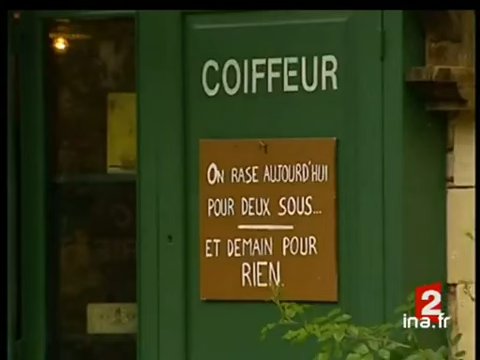 COIFFEUR
ON RASE AUJOURD'HUI
POUR DEUX SOUS...
ET DEMAIN POUR
RIEN.
2
ina.fr